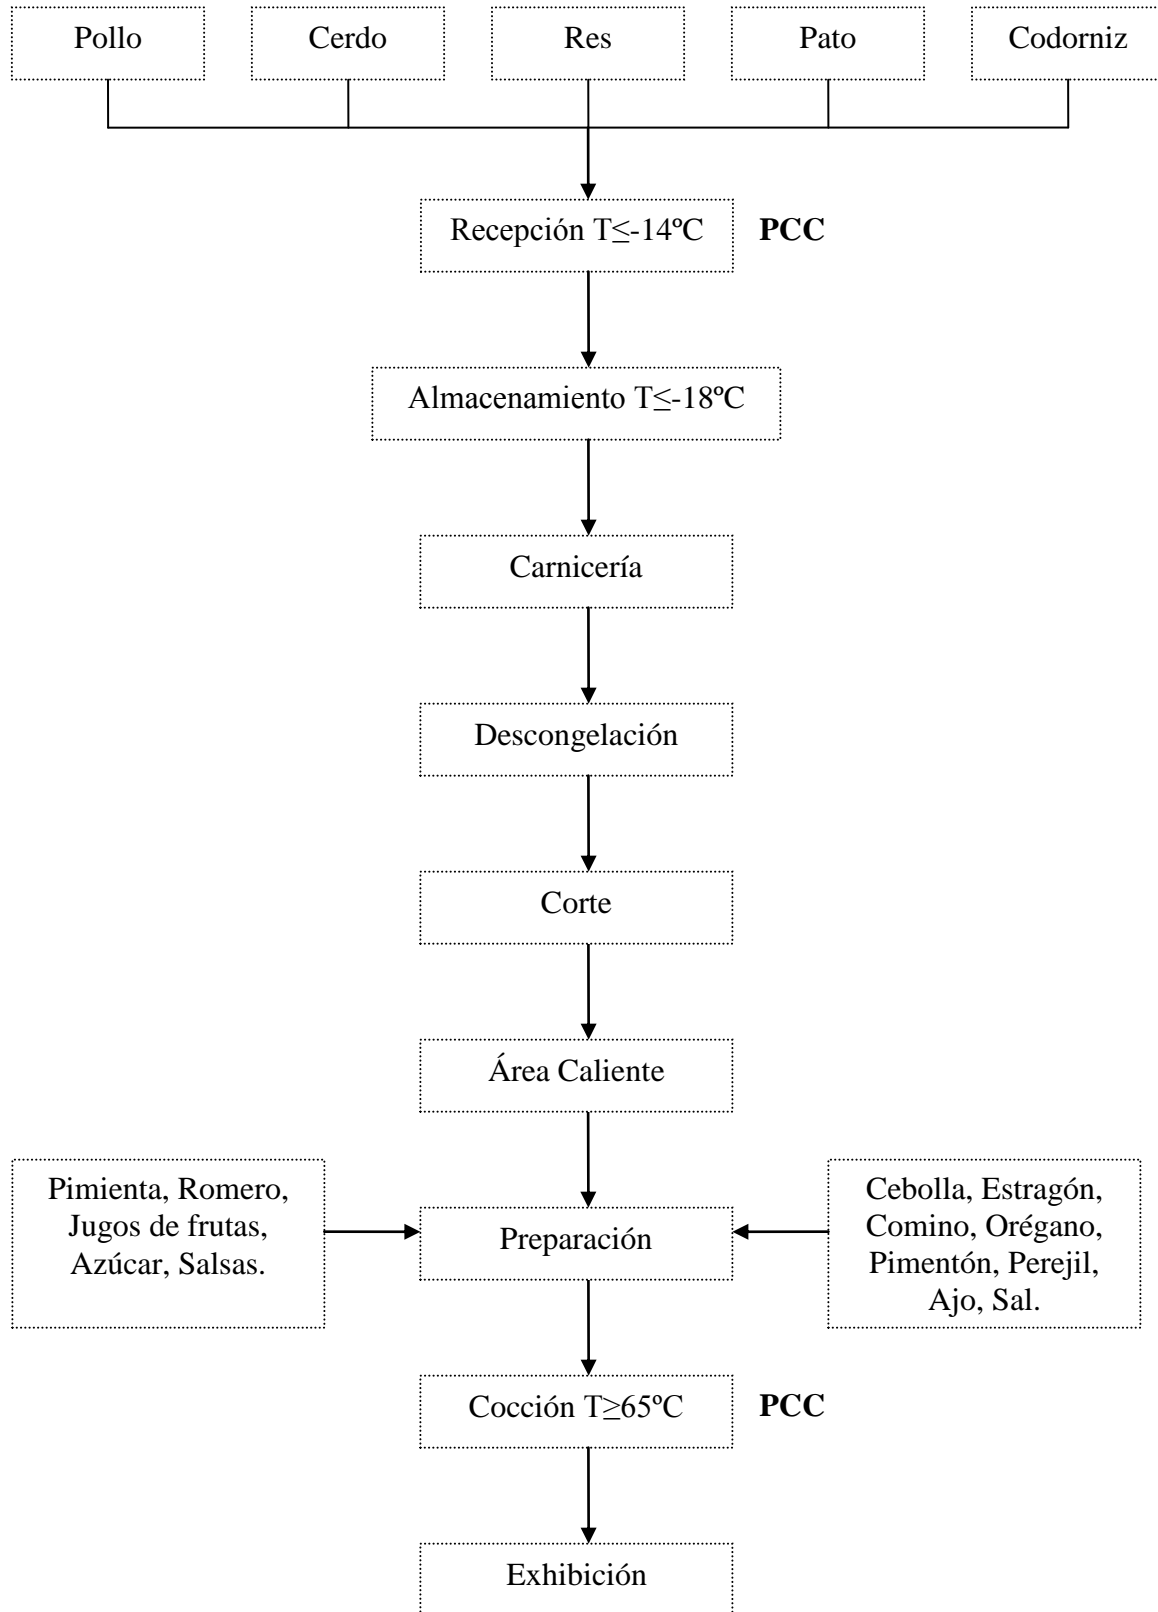 Pollo
Cerdo
Res
Pato
Codorniz
Recepción T≤-14ºC
PCC
Almacenamiento T≤-18ºC
Carnicería
Descongelación
Corte
Área Caliente
Pimienta, Romero,
Jugos de frutas,
Azúcar, Salsas.
Preparación
Cebolla, Estragón,
Comino, Orégano,
Pimentón, Perejil,
Ajo, Sal.
Cocción T≥65ºC
PCC
Exhibición